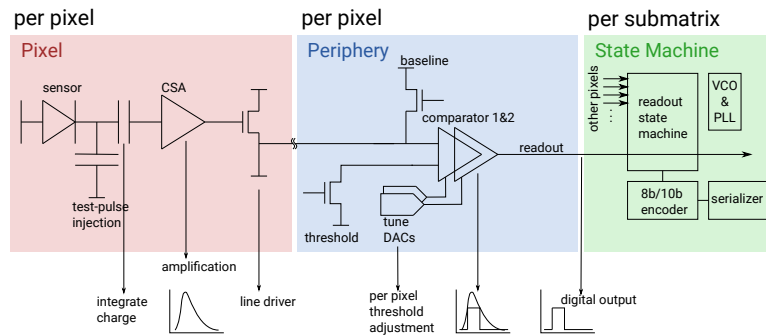 per pixel
per pixel
per submatrix
Pixel
Periphery
State Machine
sensor
CSA
baseline
comparator 1&2
other pixels
...
readout
state
machine
VCO
&
PLL
readout
test-pulse
injection
threshold
tune
DACs
8b/10b
encoder
serializer
amplification
integrate
charge
line driver
per pixel
threshold
adjustment
digital output